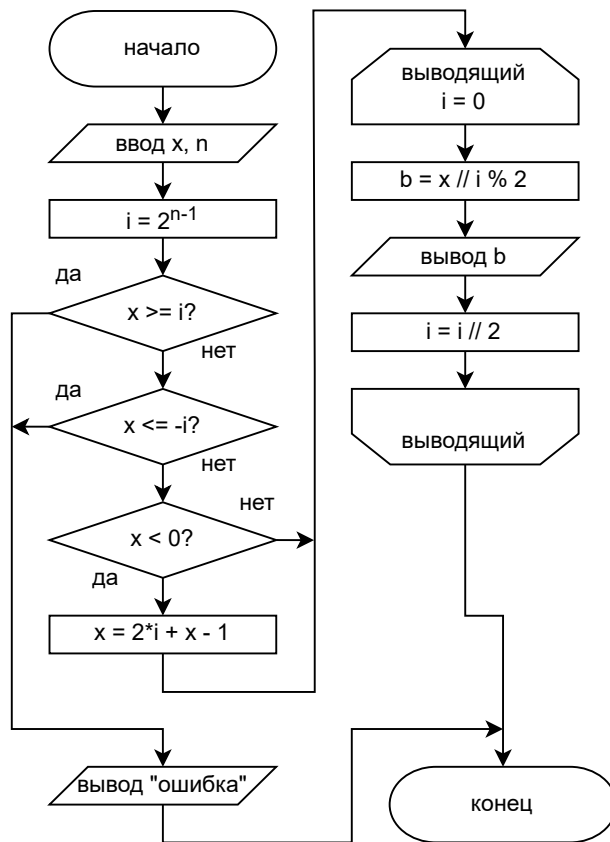 начало
ввод x, n
i = 2ⁿ⁻¹
да
x >= i?
нет
да
x <= -i?
нет
нет
x < 0?
да
x = 2*i + x - 1
вывод "ошибка"
выводящий
i = 0
b = x // i % 2
вывод b
i = i // 2
выводящий
конец